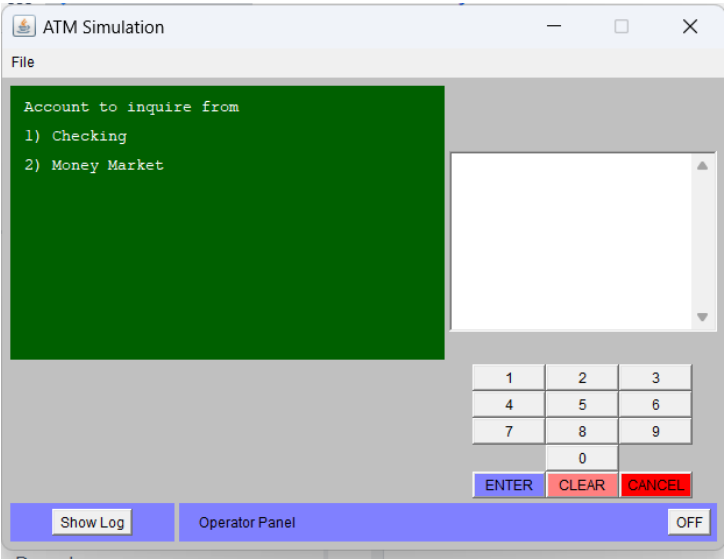 ATM Simulation
File
Account to inquire from
1) Checking
2) Money Market
1 2 3
4 5 6
7 8 9
0
ENTER CLEAR CANCEL
Show Log Operator Panel OFF